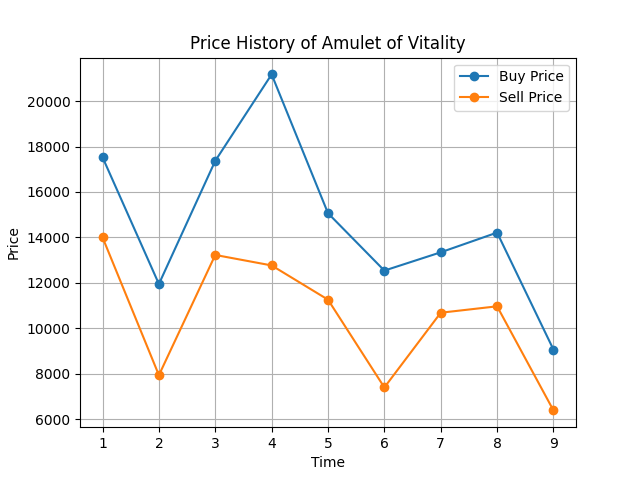 Price History of Amulet of Vitality
Buy Price
Sell Price
Price
20000
18000
16000
14000
12000
10000
8000
6000
1 2 3 4 5 6 7 8 9
Time